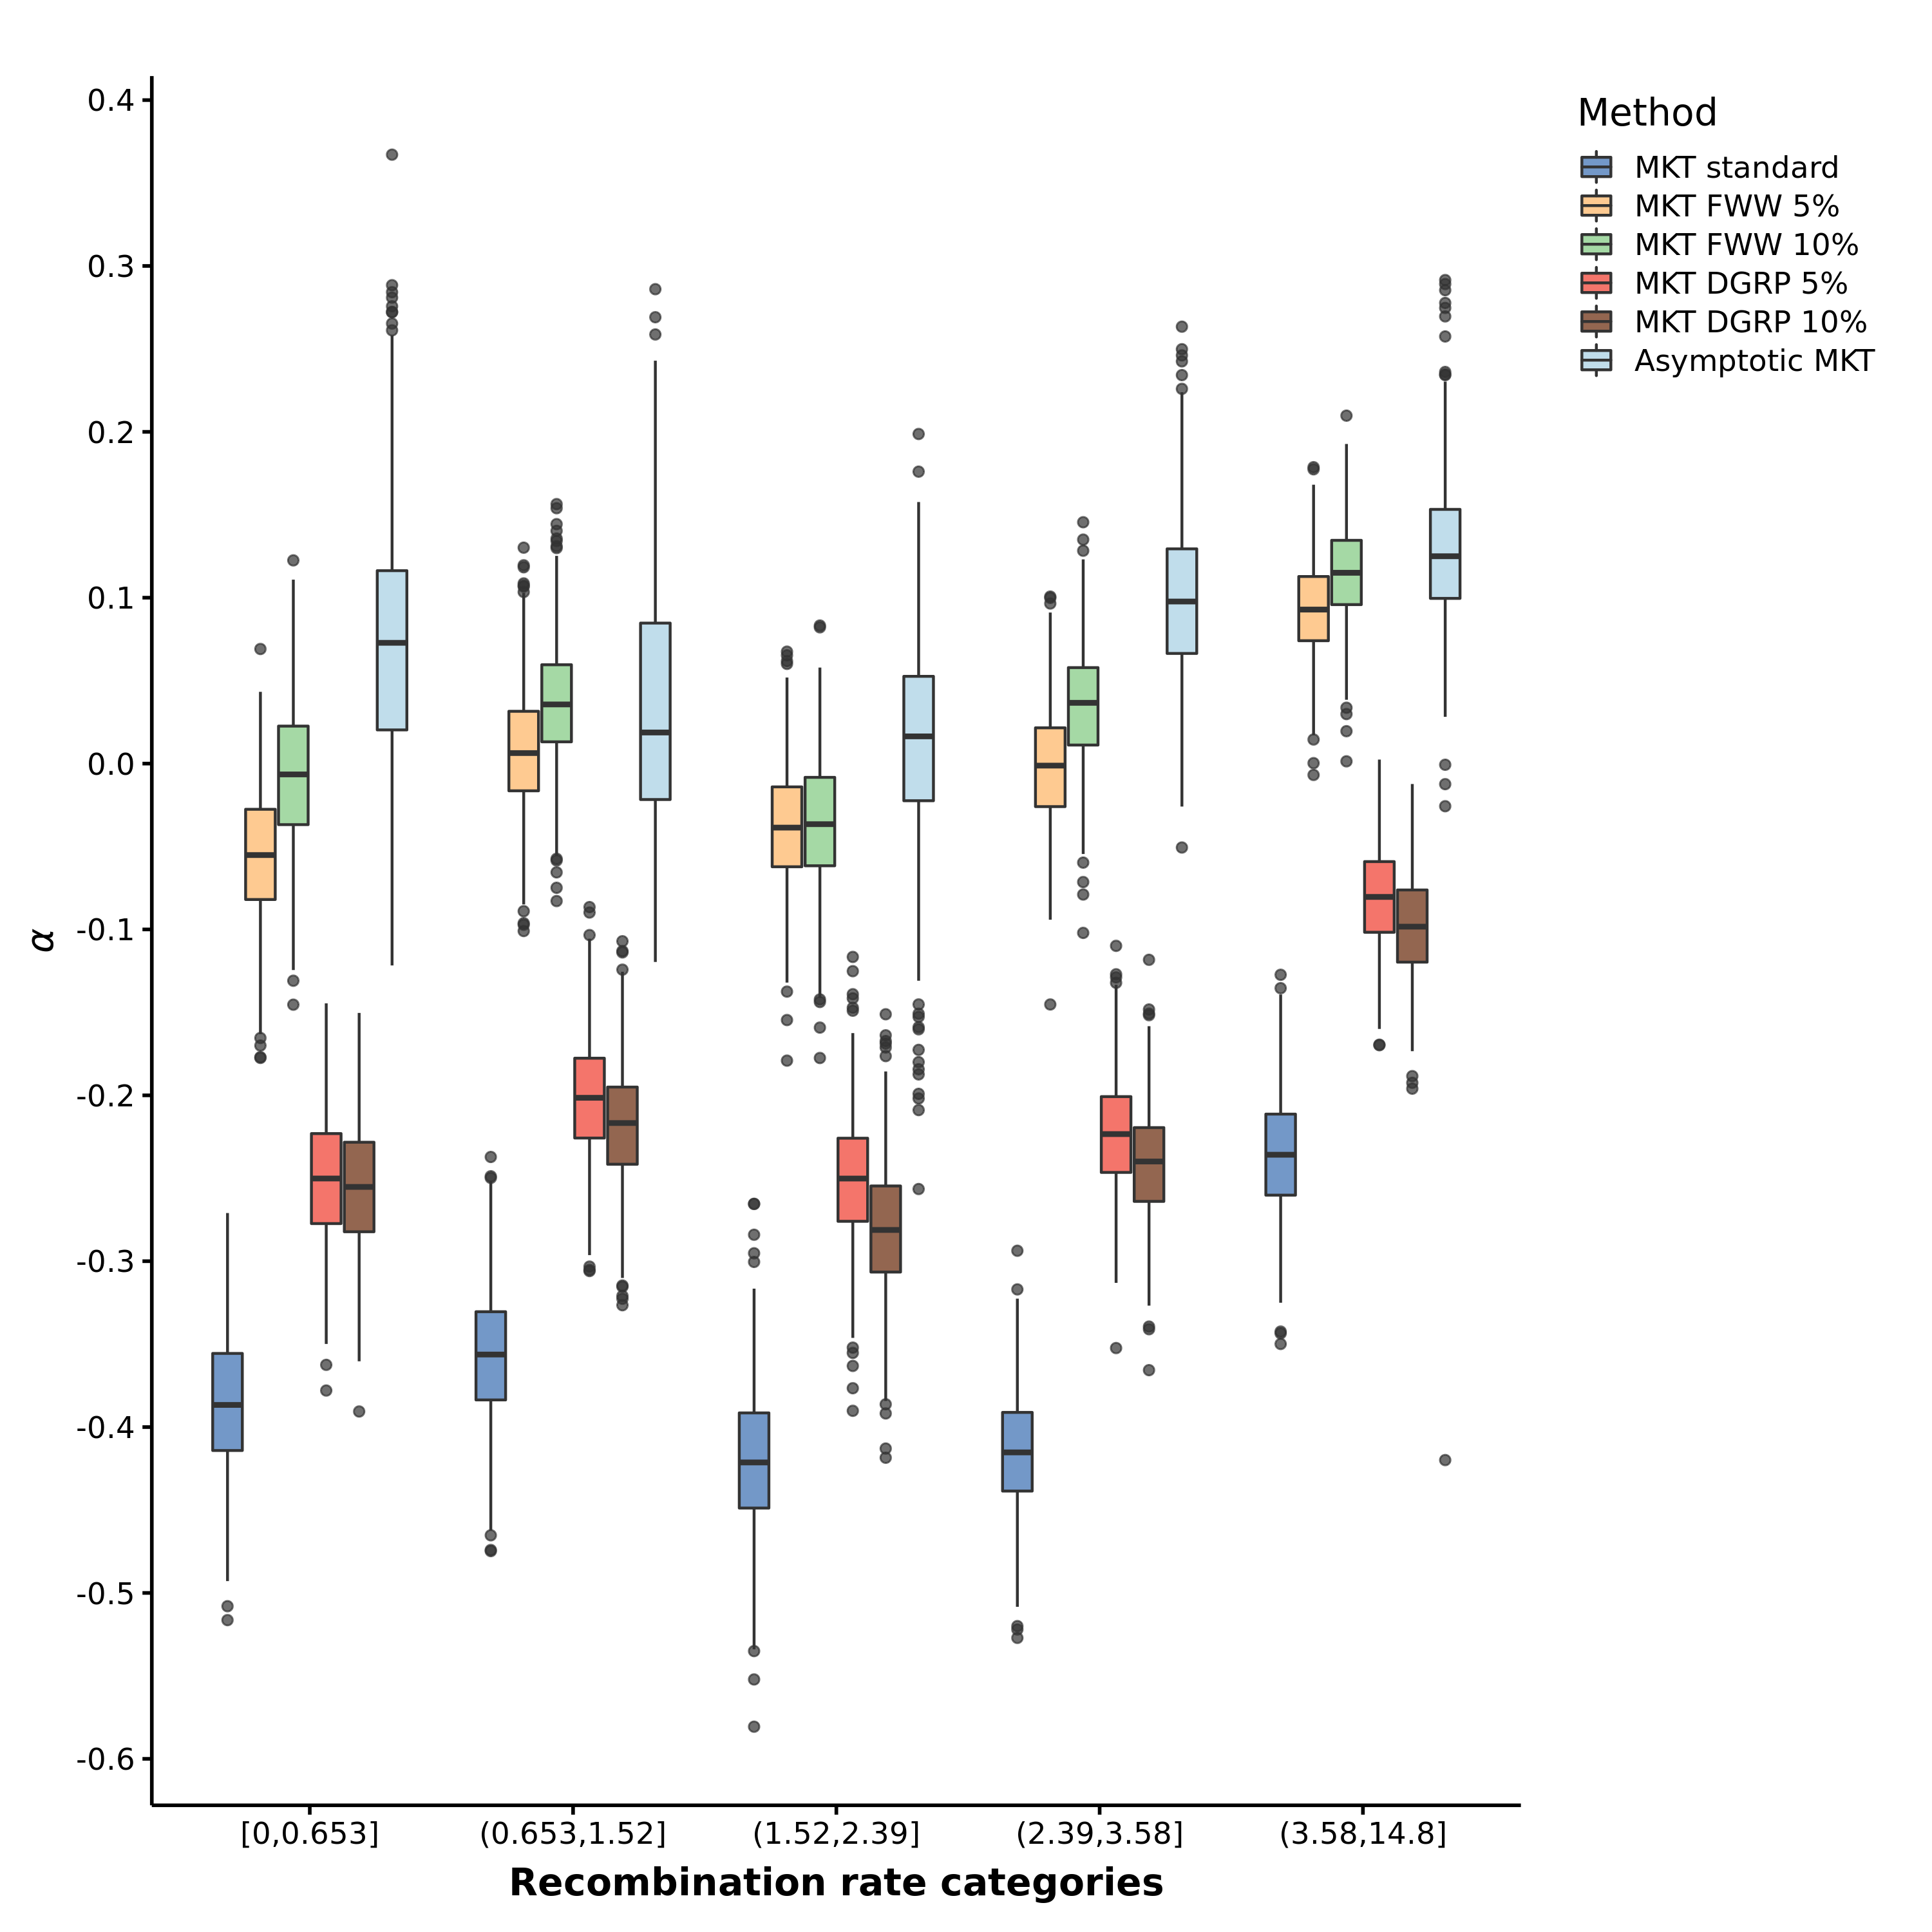 0.4
0.3
0.2
0.1
0.0
-0.1
-0.2
-0.3
-0.4
-0.5
-0.6
α
[0,0.653]
(0.653,1.52]
(1.52,2.39]
(2.39,3.58]
(3.58,14.8]
Recombination rate categories
Method
MKT standard
MKT FWW 5%
MKT FWW 10%
MKT DGRP 5%
MKT DGRP 10%
Asymptotic MKT